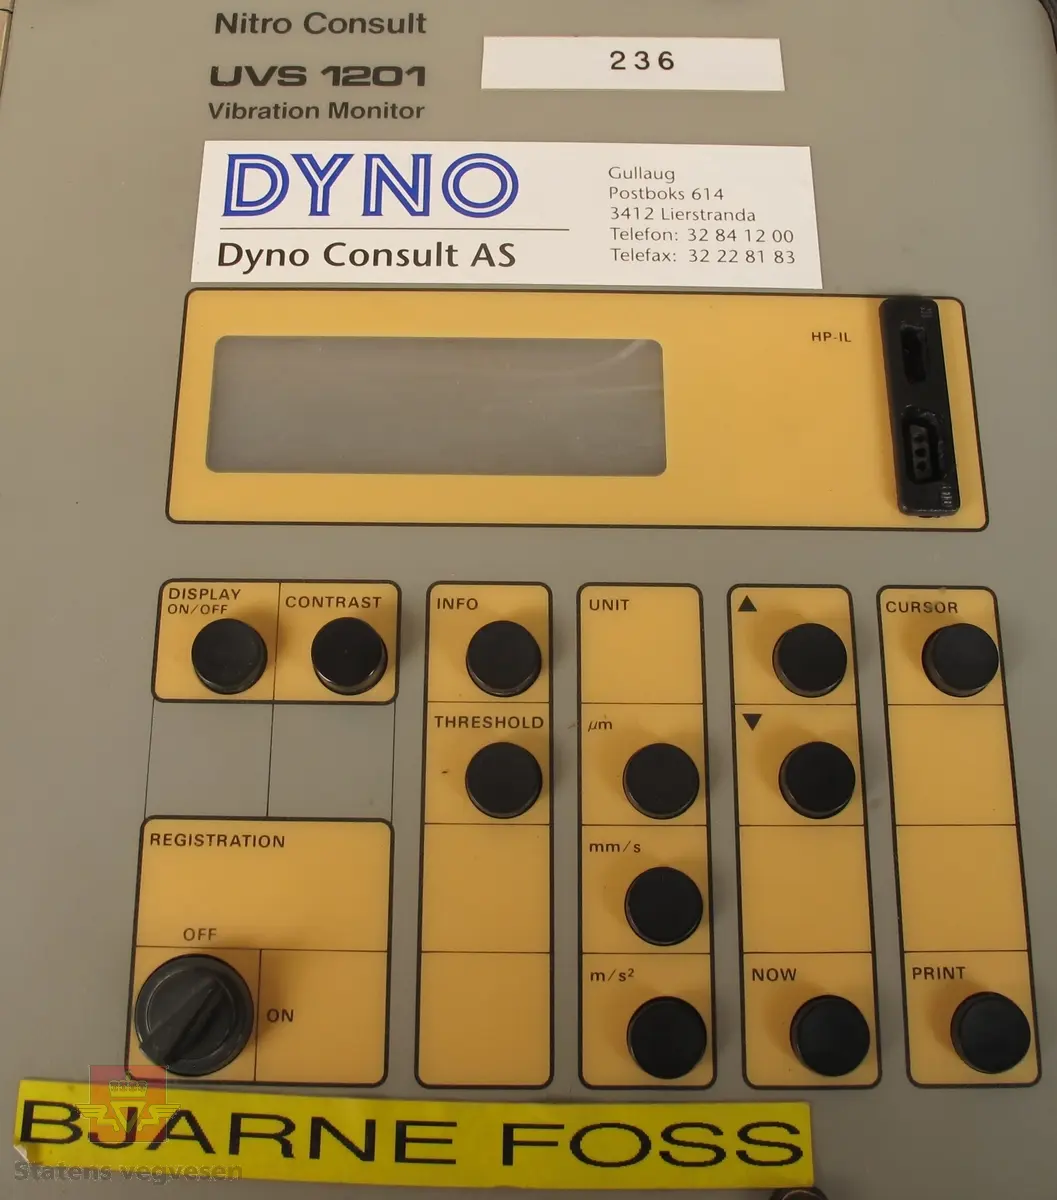 Nitro Consult
UVS 1201
Vibration Monitor
236
DYNO
Dyno Consult AS
Gullaug
Postboks 614
3412 Lierstranda
Telefon: 32 84 12 00
Telefax: 32 22 81 83
HP-IL
DISPLAY
ON/OFF
CONTRAST
INFO
UNIT
▲
CURSOR
THRESHOLD
µm
▼
REGISTRATION
mm/s
OFF
ON
m/s²
NOW
PRINT
BJARNE FOSS
Statens vegvesen